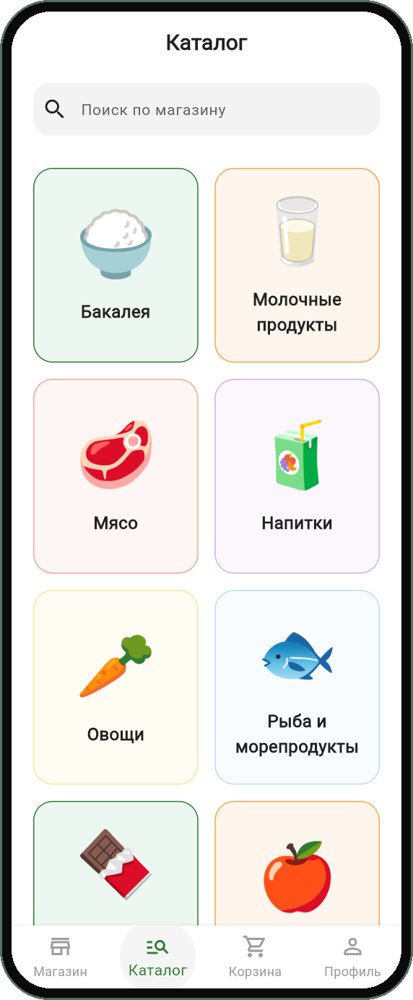 Каталог
Поиск по магазину
Бакалея
Молочные
продукты
Мясо
Напитки
Овощи
Рыба и
морепродукты
Магазин
Каталог
Корзина
Профиль